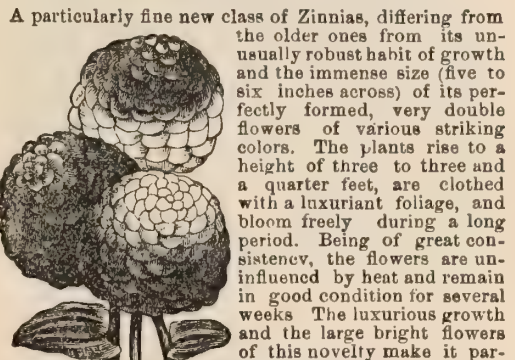 A particularly fine new class of Zinnias, differing from
the older ones from its un-
usually robust habit of growth
and the immense size (five to
six inches across) of its per-
fectly formed, very double
flowers of various striking
colors. The plants rise to a
height of three to three and
a quarter feet, are clothed
with a luxuriant foliage, and
bloom freely during a long
period. Being of great con-
sistency, the flowers are un-
influencd by heat and remain
in good condition for several
weeks The luxurious growth
and the large bright flowers
of this novelty make it par-